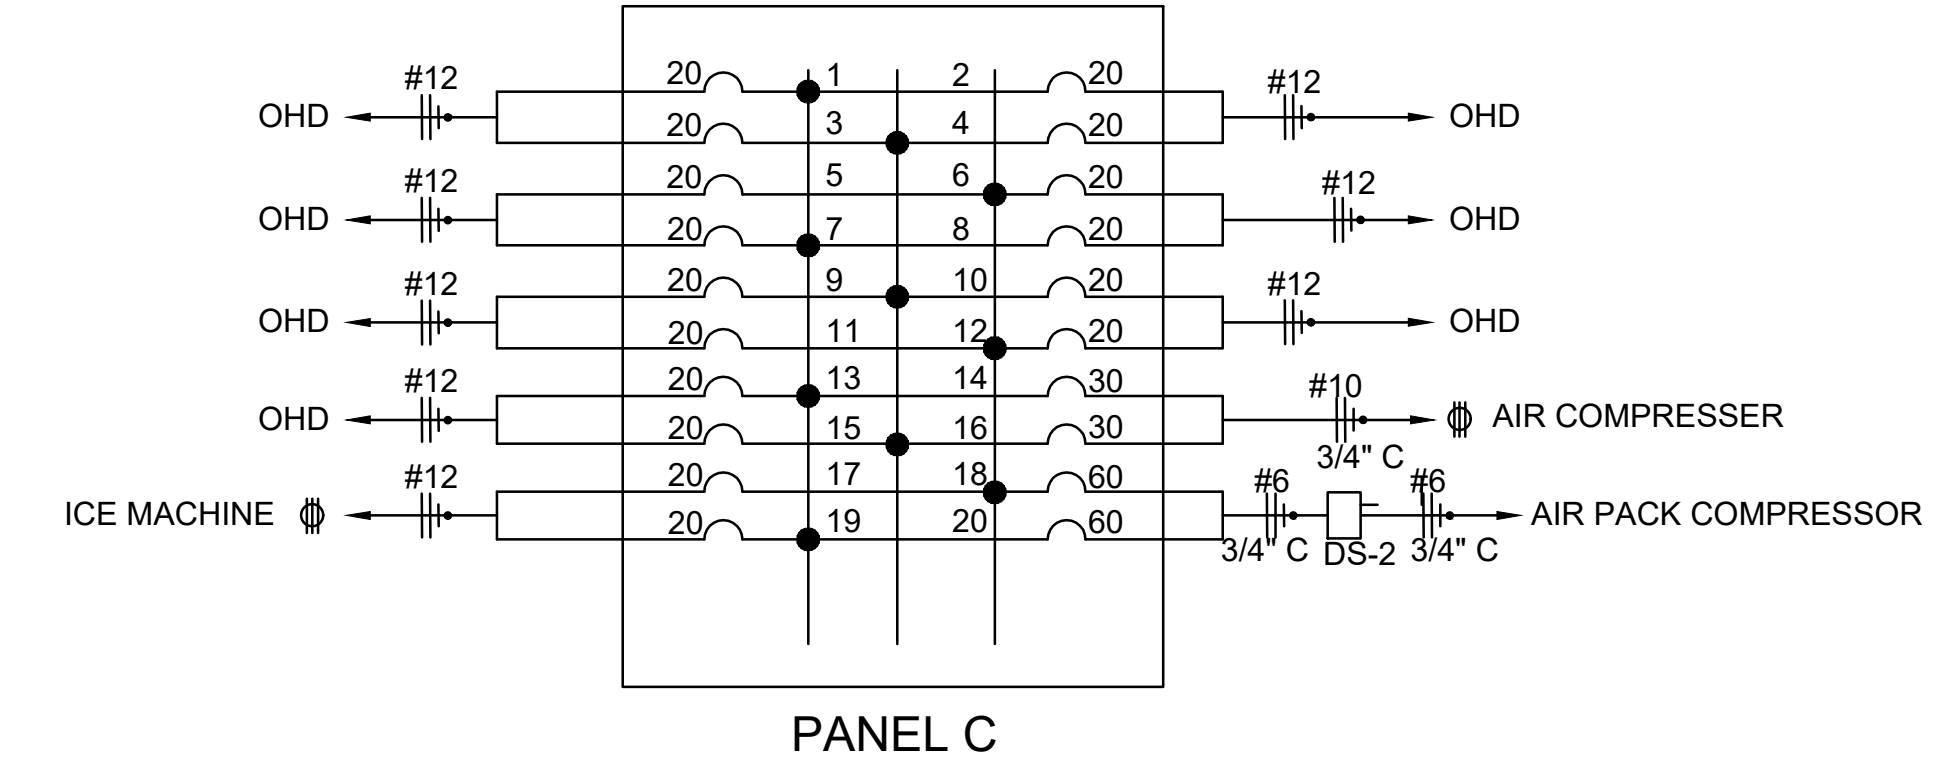 #12 20 1 2 20 #12
OHD OHD
20 3 4 20
#12 20 5 6 20 #12
OHD OHD
20 7 8 20
#12 20 9 10 20 #12
OHD OHD
20 11 12 20
#12 20 13 14 30 #10
OHD AIR COMPRESSER
20 15 16 30 3/4" C
#12 20 17 18 60 #6 #6
ICE MACHINE AIR PACK COMPRESSOR
20 19 20 60 3/4" C DS-2 3/4" C
PANEL C